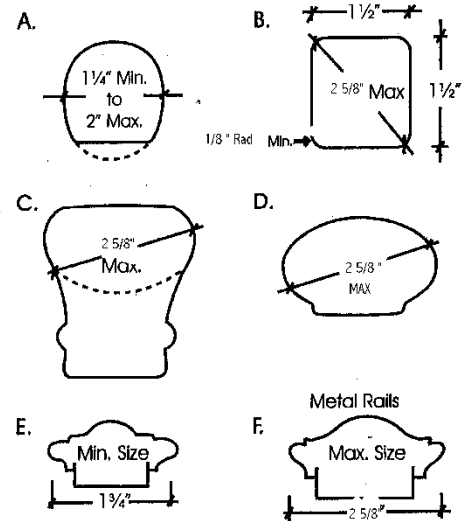 A.
1¼" Min.
to
2" Max.
B.
1½"
2 5/8" Max
1½"
1/8 " Rad Min.
C.
2 5/8"
Max.
D.
2 5/8 "
MAX
E.
Min. Size
1¾"
Metal Rails
F.
Max. Size
2 5/8"